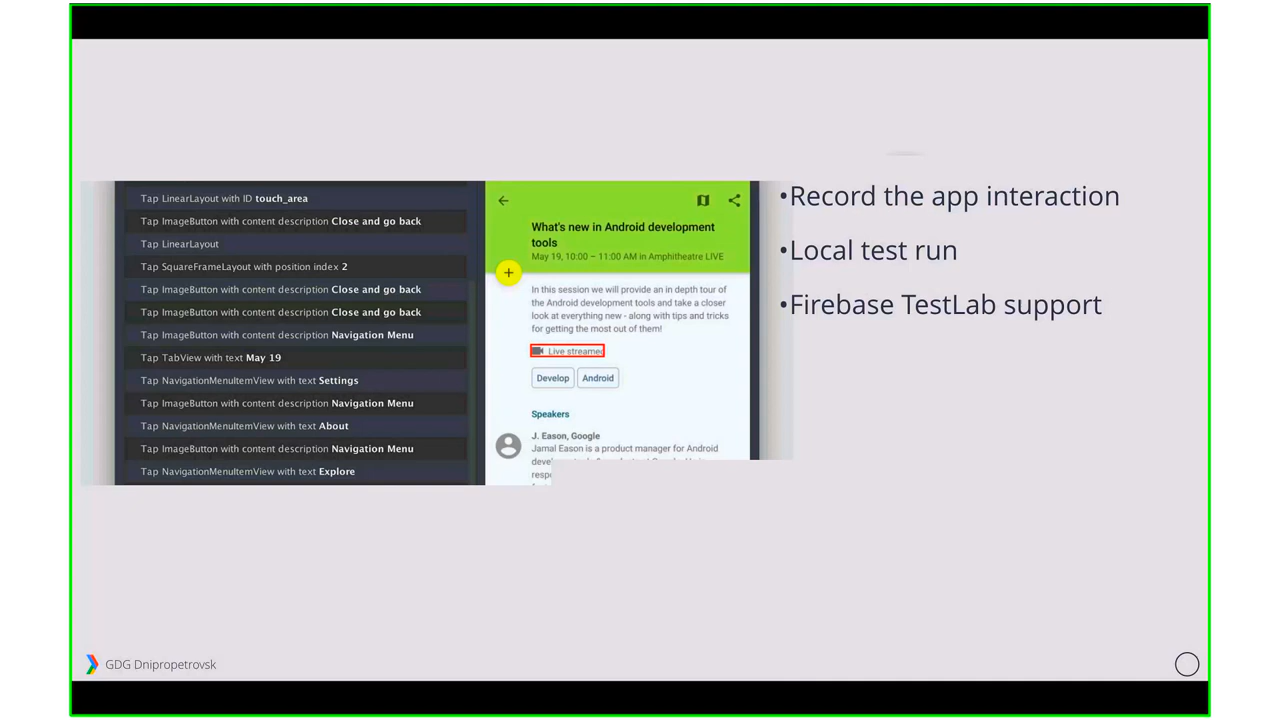 Tap LinearLayout with ID touch_area
Tap ImageButton with content description Close and go back
Tap LinearLayout
Tap SquareFrameLayout with position index 2
Tap ImageButton with content description Close and go back
Tap ImageButton with content description Close and go back
Tap ImageButton with content description Navigation Menu
Tap TabView with text May 19
Tap NavigationMenuItemView with text Settings
Tap ImageButton with content description Navigation Menu
Tap NavigationMenuItemView with text About
Tap ImageButton with content description Navigation Menu
Tap NavigationMenuItemView with text Explore
What's new in Android development
tools
May 19, 10:00 – 11:00 AM in Amphitheatre LIVE
In this session we will provide an in depth tour of
the Android development tools and take a closer
look at everything new - along with tips and tricks
for getting the most out of them!
Live streamed
Develop
Android
Speakers
J. Eason, Google
Jamal Eason is a product manager for Android
•Record the app interaction
•Local test run
•Firebase TestLab support
GDG Dnipropetrovsk